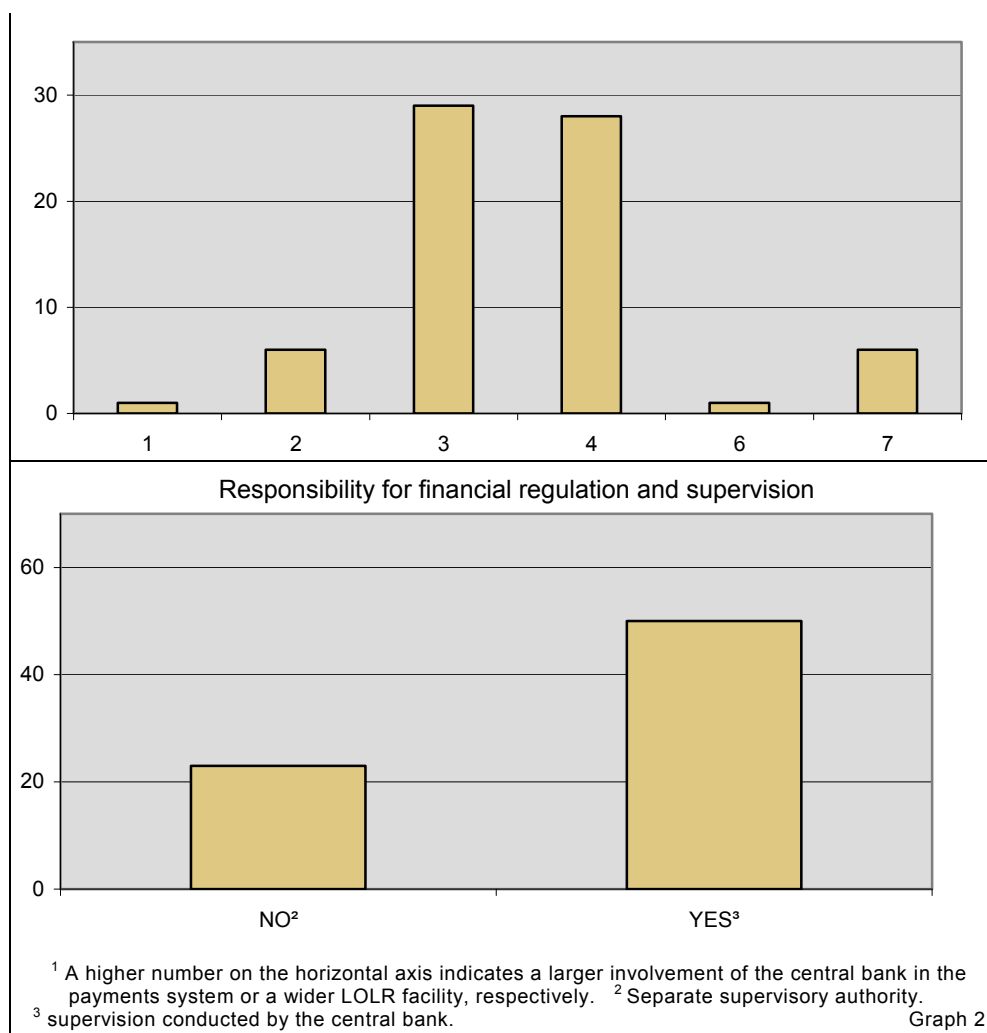 30
20
10
0
1 2 3 4 6 7
Responsibility for financial regulation and supervision
60
40
20
0
NO² YES³
¹ A higher number on the horizontal axis indicates a larger involvement of the central bank in the
payments system or a wider LOLR facility, respectively. ² Separate supervisory authority.
³ supervision conducted by the central bank. Graph 2